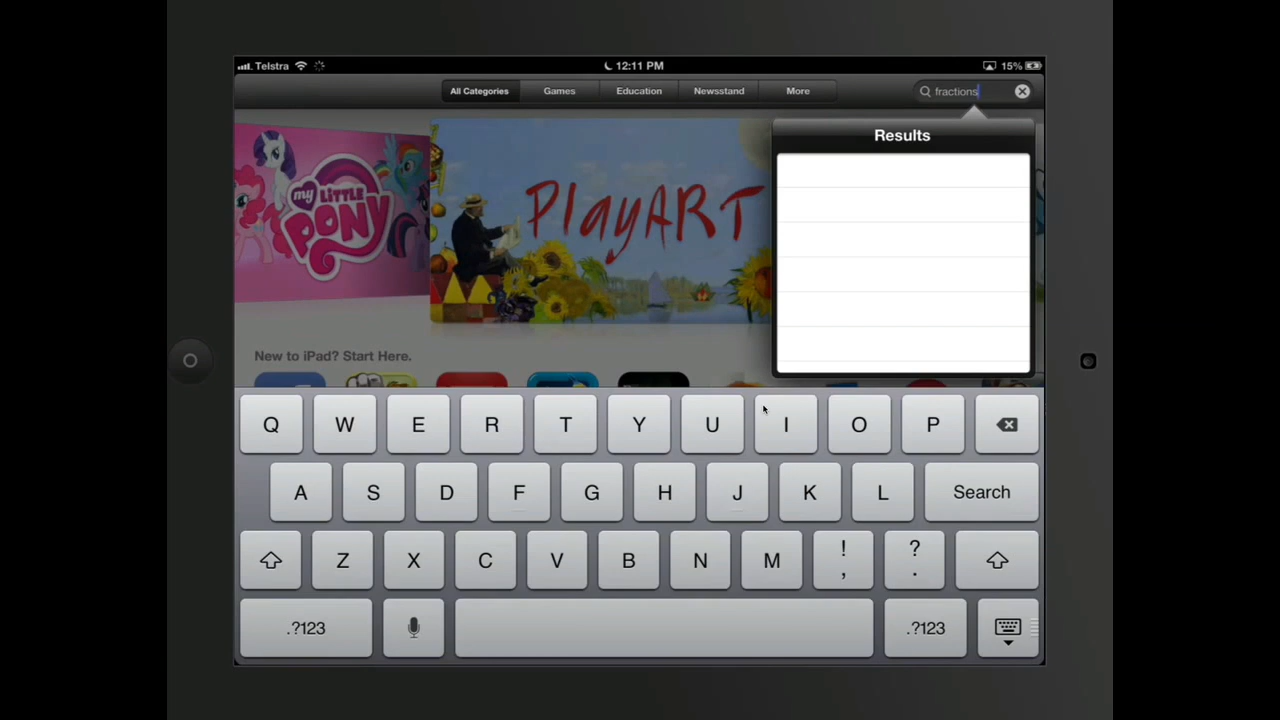 Telstra 12:11 PM 15%
All Categories Games Education Newsstand More fractions
Results
my LITTLE PONY
PlayART
New to iPad? Start Here.
Q W E R T Y U I O P
A S D F G H J K L Search
Z X C V B N M ! , ? .
.?123 .?123